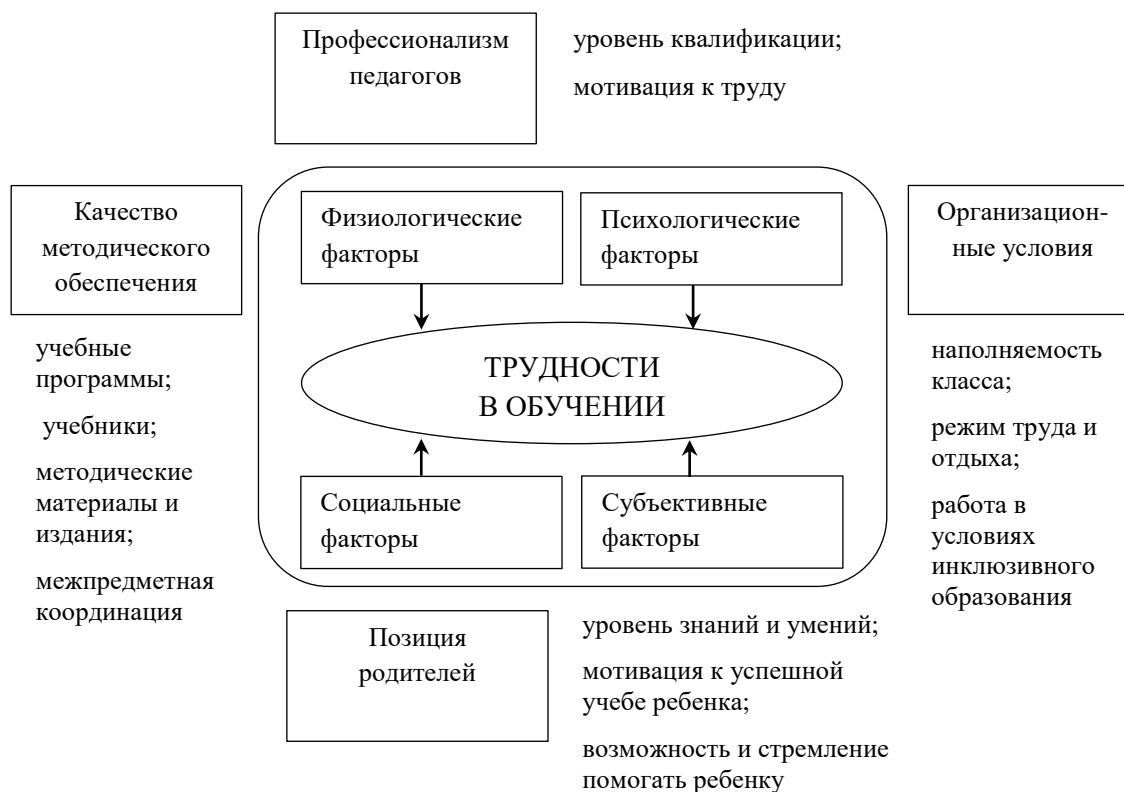 Профессионализм
педагогов
уровень квалификации;
мотивация к труду
Качество
методического
обеспечения
учебные
программы;
учебники;
методические
материалы и
издания;
межпредметная
координация
Физиологические
факторы
Психологические
факторы
ТРУДНОСТИ
В ОБУЧЕНИИ
Социальные
факторы
Субъективные
факторы
Организацион-
ные условия
наполняемость
класса;
режим труда и
отдыха;
работа в
условиях
инклюзивного
образования
Позиция
родителей
уровень знаний и умений;
мотивация к успешной
учебе ребенка;
возможность и стремление
помогать ребенку